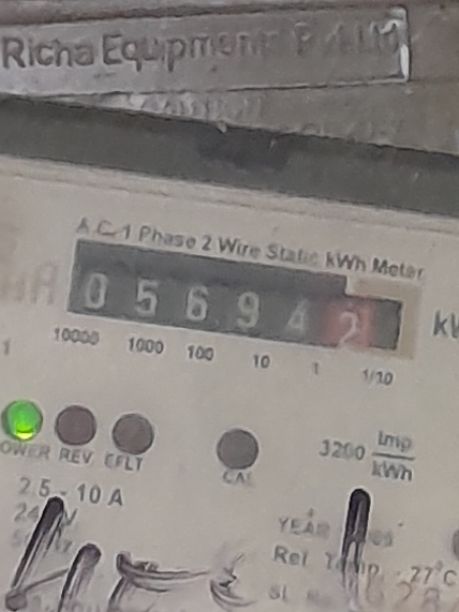 Richa Equipment P. Ltd
A.C. 1 Phase 2 Wire Static kWh Meter
0 5 6 9 4 2
10000 1000 100 10 1 1/10
POWER REV EFLT CAL
3200 Imp/kWh
2.5 - 10 A
YEAR
Ref Temp - 27°C